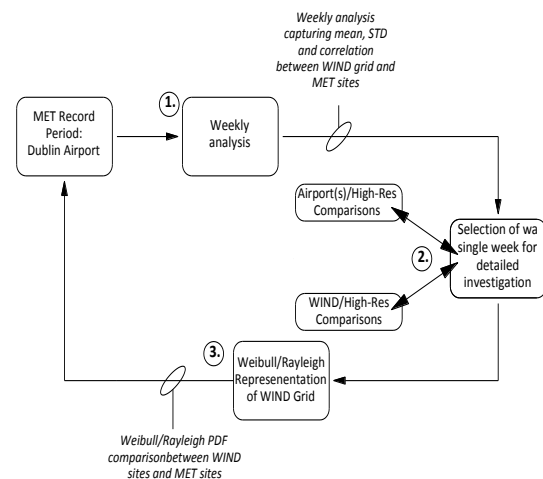 Weekly analysis
capturing mean, STD
and correlation
between WIND grid and
MET sites
1.
MET Record
Period:
Dublin Airport
Weekly
analysis
Airport(s)/High-Res
Comparisons
Selection of wa
single week for
detailed
investigation
2.
WIND/High-Res
Comparisons
3.
Weibull/Rayleigh
Represenentation
of WIND Grid
Weibull/Rayleigh PDF
comparisonbetween WIND
sites and MET sites